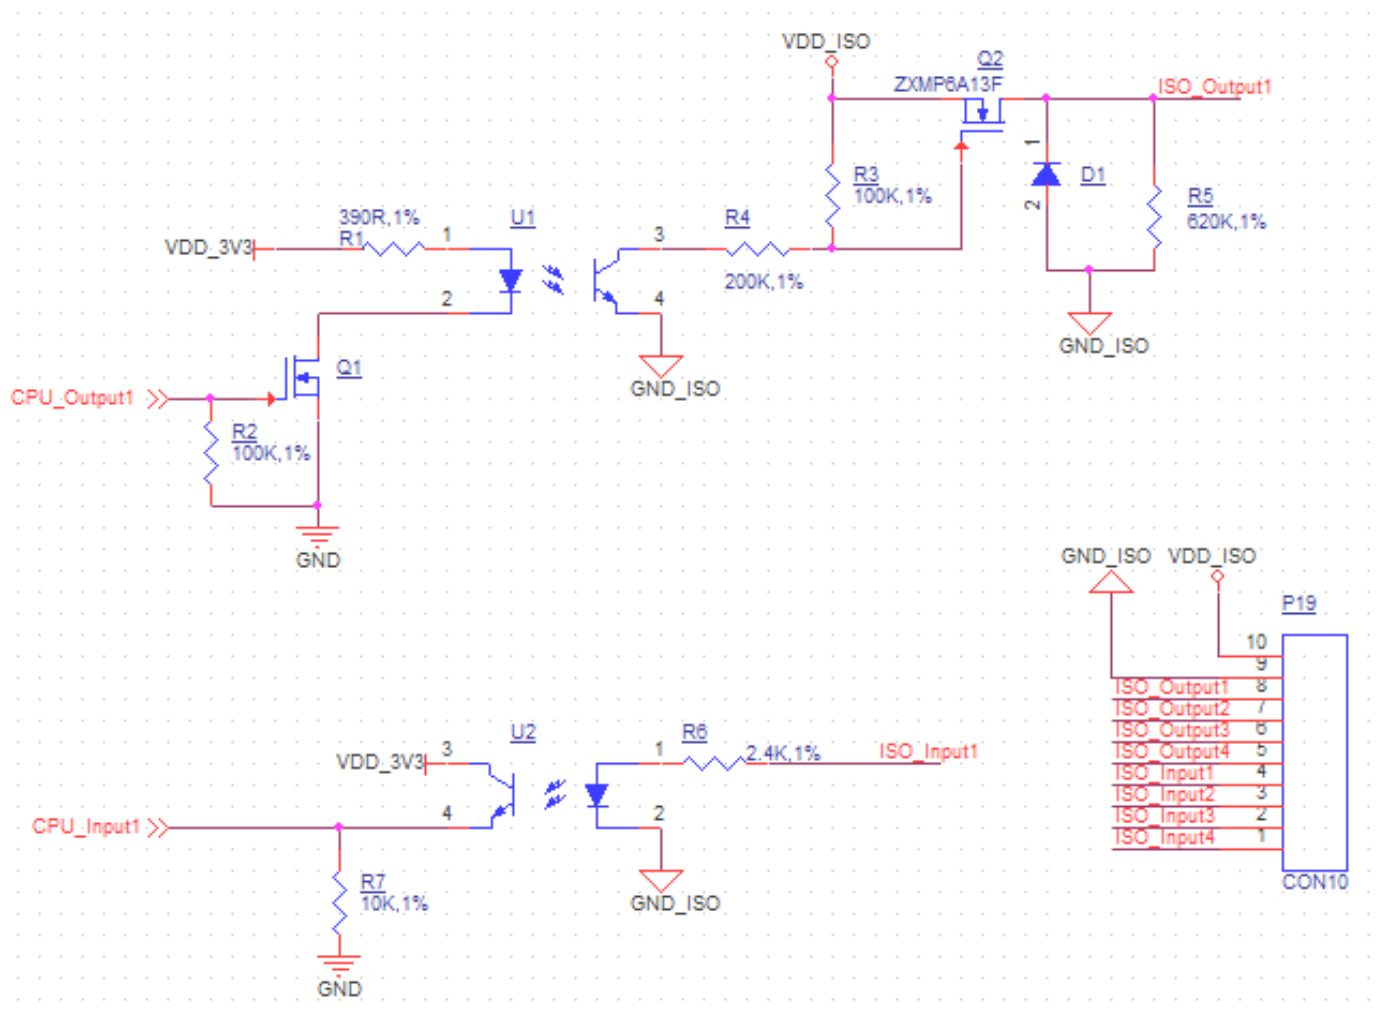 VDD_ISO
Q2
ZXMP6A13F
ISO_Output1
1
D1
2
R3
100K,1%
R5
620K,1%
390R,1%
R1
VDD_3V3
1
U1
3
R4
200K,1%
2
4
GND_ISO
GND_ISO
Q1
CPU_Output1
R2
100K,1%
GND
GND_ISO
VDD_ISO
P19
10
9
ISO_Output1 8
ISO_Output2 7
ISO_Output3 6
ISO_Output4 5
ISO_Input1 4
ISO_Input2 3
ISO_Input3 2
ISO_Input4 1
CON10
VDD_3V3
3
U2
1
R6
2.4K,1%
ISO_Input1
CPU_Input1
4
2
GND_ISO
R7
10K,1%
GND